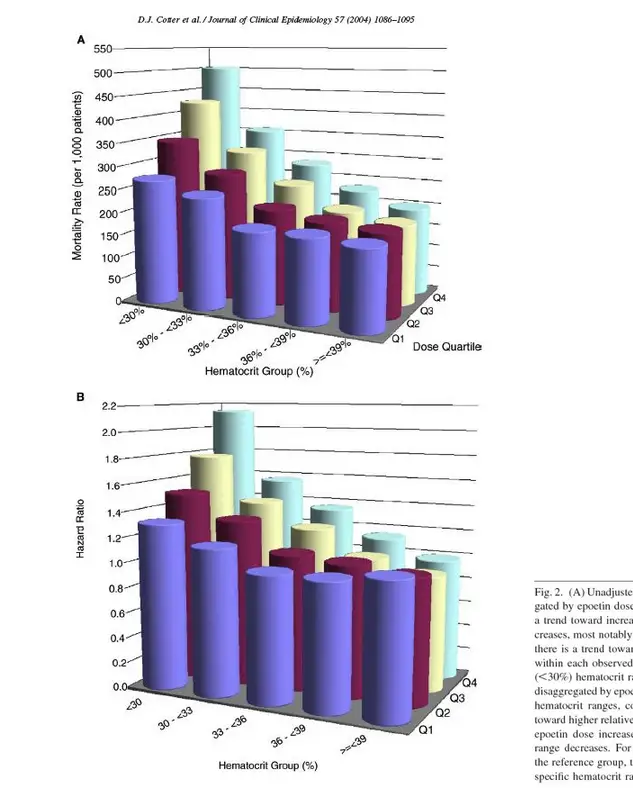 D.J. Cotter et al. / Journal of Clinical Epidemiology 57 (2004) 1086–1095
A
550
500
450
400
350
300
250
200
150
100
50
0
Mortality Rate (per 1,000 patients)
<30%
30% - <33%
33% - <36%
36% - <39%
>=<39%
Hematocrit Group (%)
Q4
Q3
Q2
Q1
Dose Quartile
B
2.2
2.0
1.8
1.6
1.4
1.2
1.0
0.8
0.6
0.4
0.2
0.0
Hazard Ratio
<30
30 - <33
33 - <36
36 - <39
>=<39
Hematocrit Group (%)
Q4
Q3
Q2
Q1
Fig. 2. (A) Unadjuste
gated by epoetin dose
a trend toward increa
creases, most notably
there is a trend towar
within each observed
(<30%) hematocrit ra
disaggregated by epoe
hematocrit ranges, co
toward higher relative
epoetin dose increase
range decreases. For
the reference group, t
specific hematocrit ra